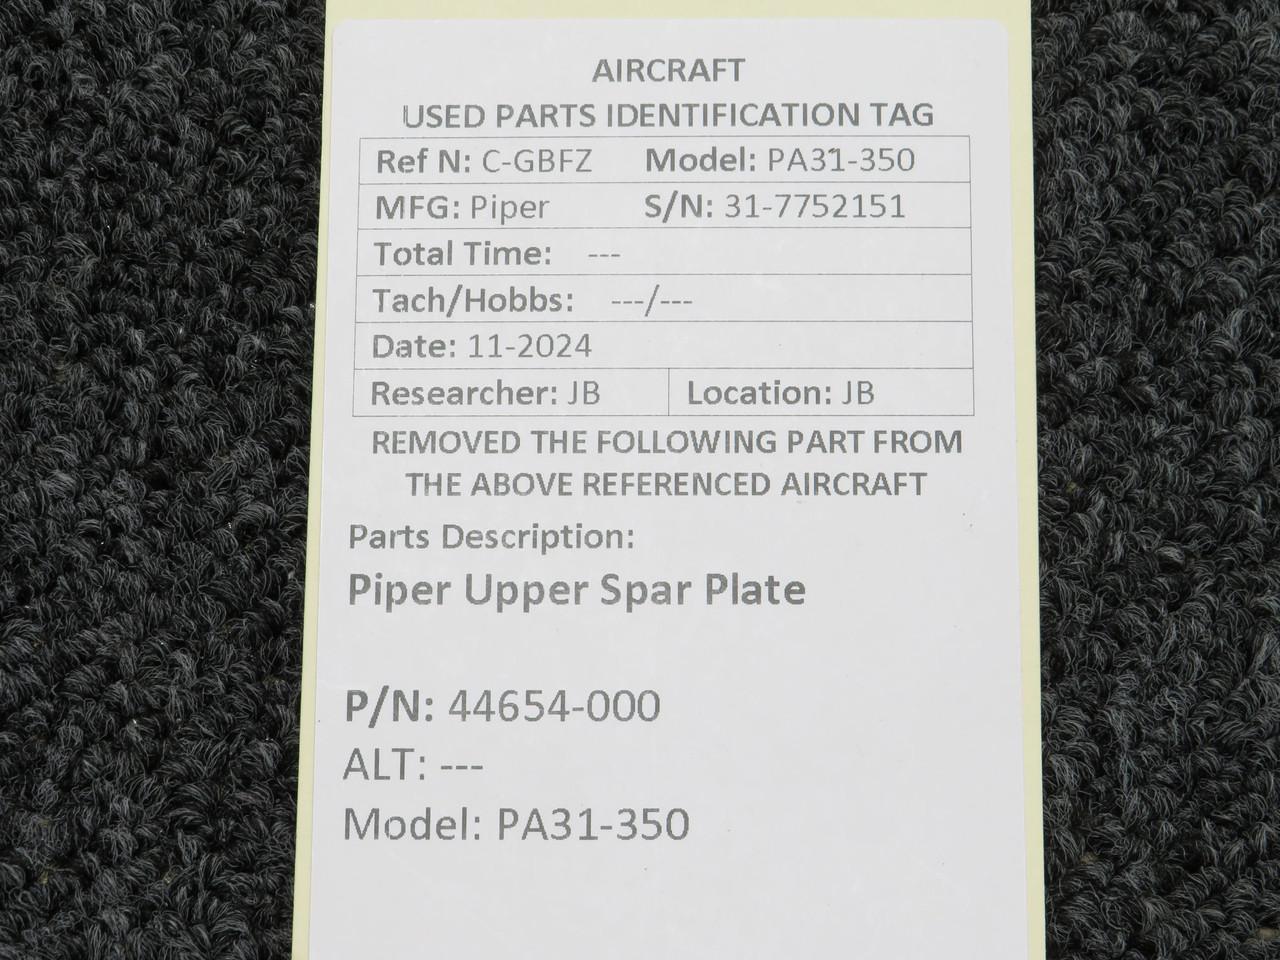 AIRCRAFT
USED PARTS IDENTIFICATION TAG
Ref N: C-GBFZ Model: PA31-350
MFG: Piper S/N: 31-7752151
Total Time: ---
Tach/Hobbs: ---/---
Date: 11-2024
Researcher: JB Location: JB
REMOVED THE FOLLOWING PART FROM
THE ABOVE REFERENCED AIRCRAFT
Parts Description:
Piper Upper Spar Plate
P/N: 44654-000
ALT: ---
Model: PA31-350